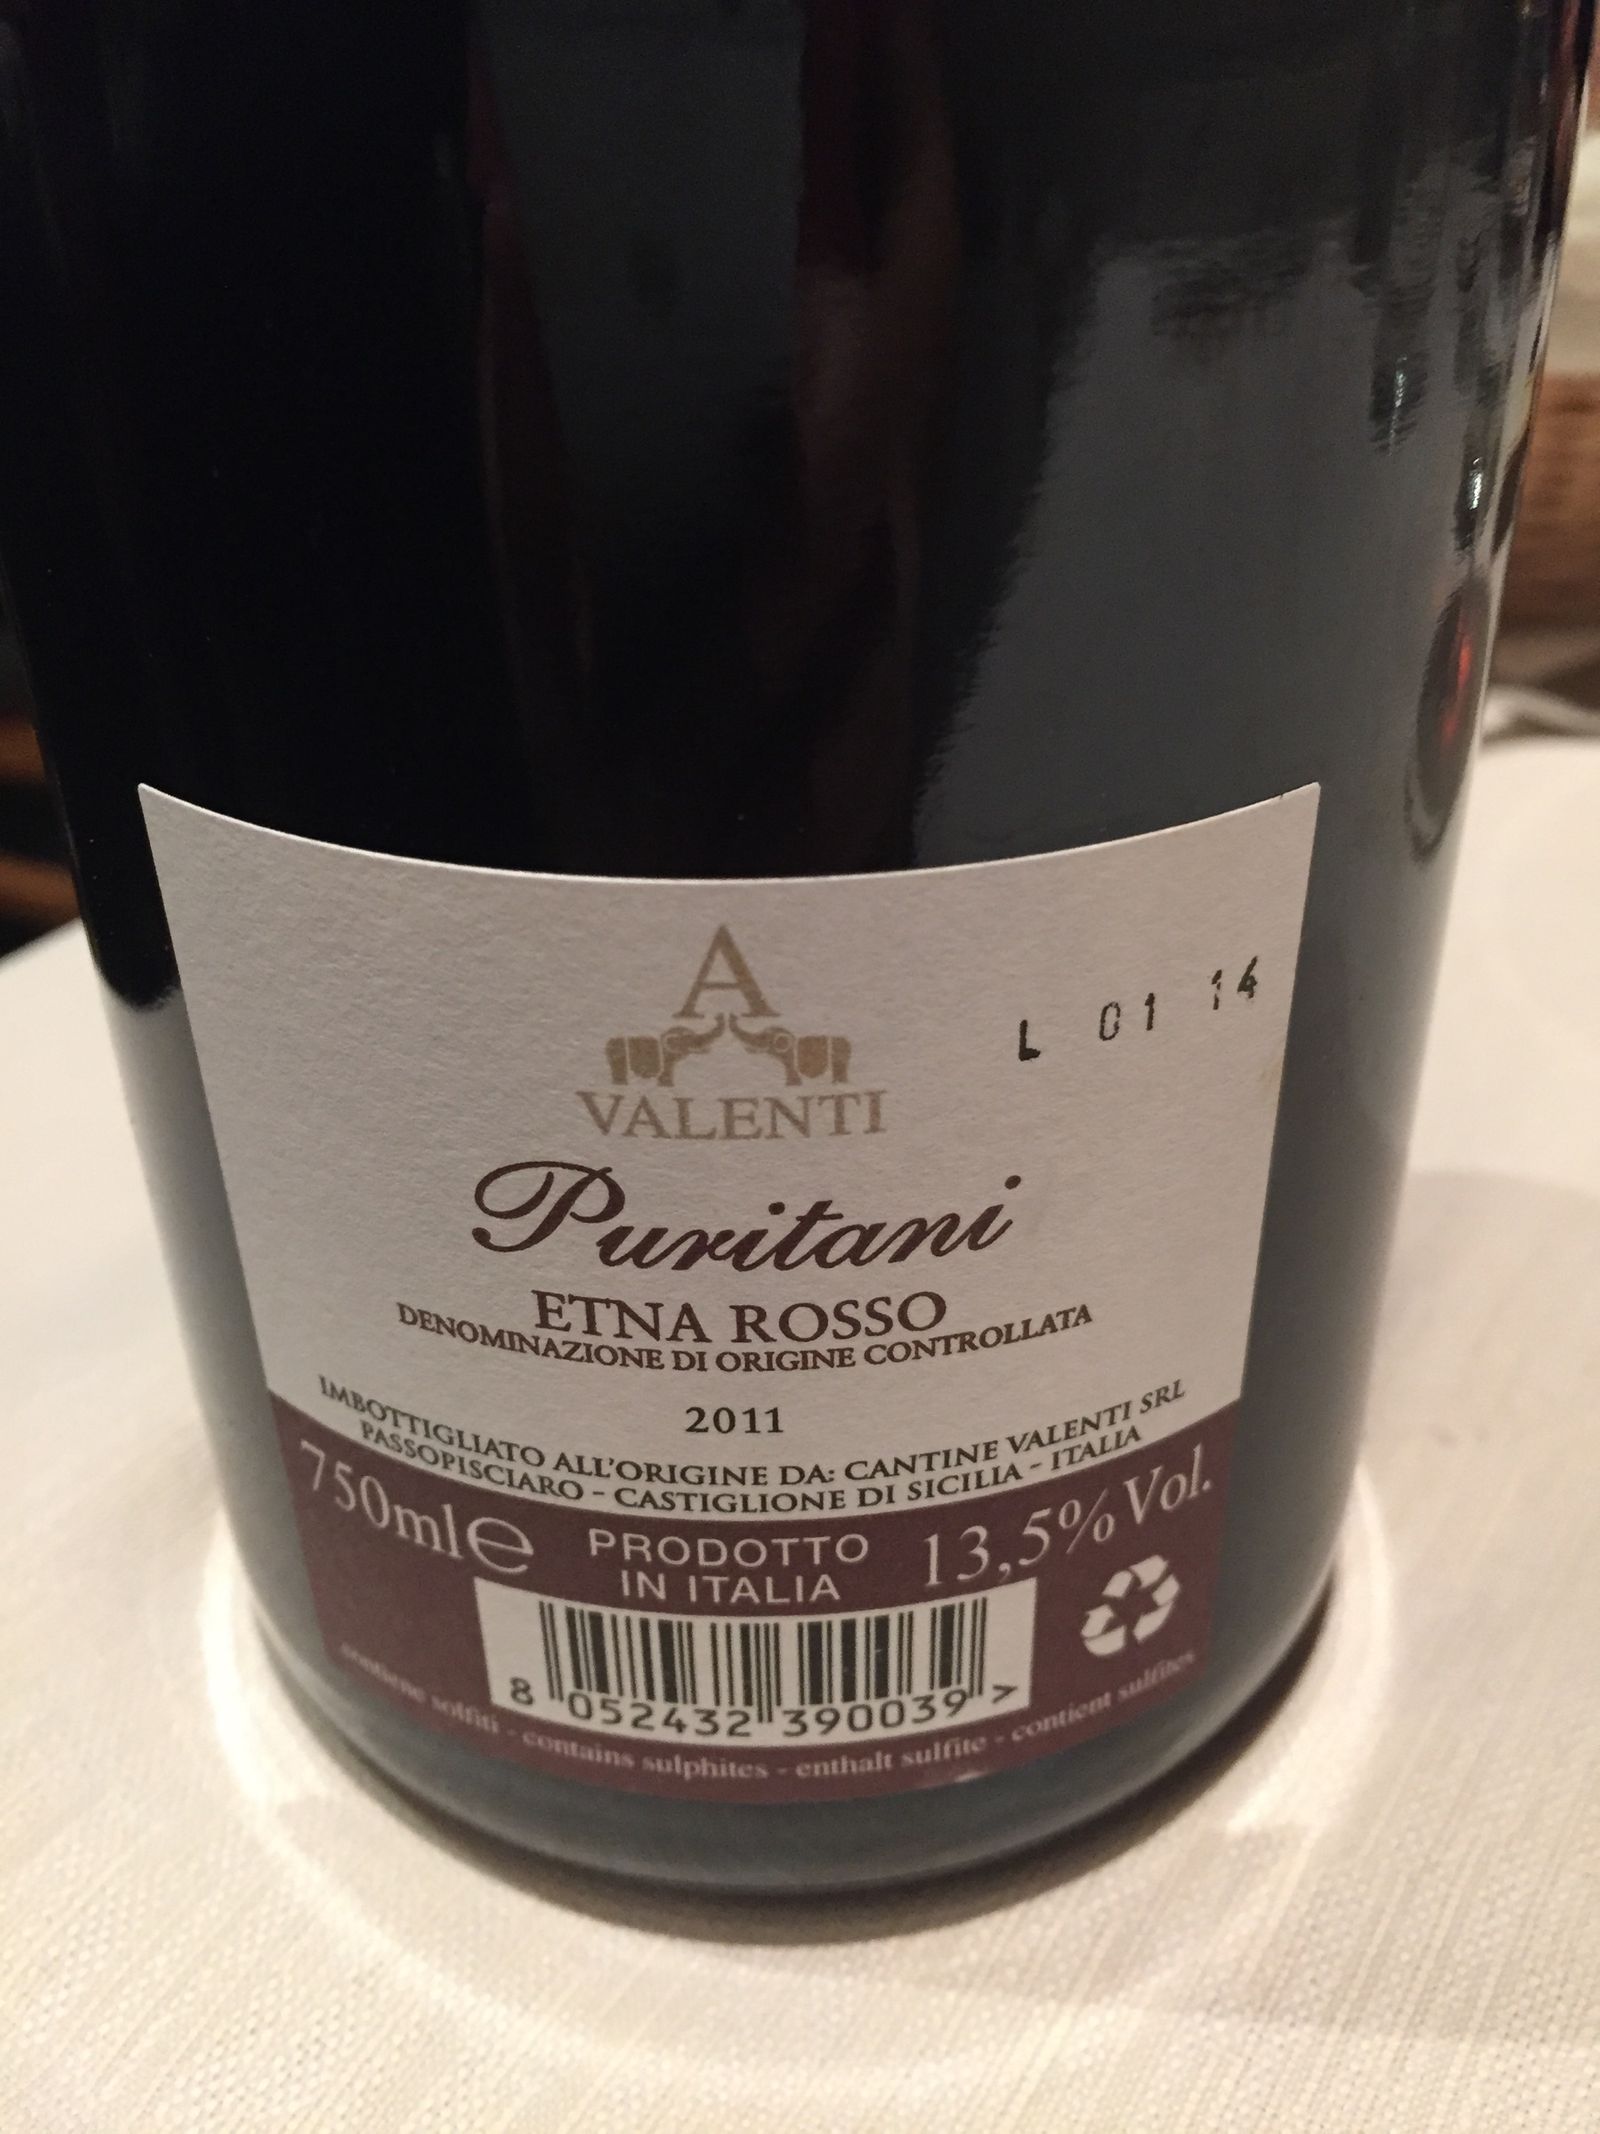 A
VALENTI
L 01 14
Puritani
ETNA ROSSO
DENOMINAZIONE DI ORIGINE CONTROLLATA
2011
IMBOTTIGLIATO ALL'ORIGINE DA: CANTINE VALENTI SRL
PASSOPISCIARO - CASTIGLIONE DI SICILIA - ITALIA
750ml℮
PRODOTTO
IN ITALIA
13,5% Vol.
8 052432 390039 >
contiene solfiti - contains sulphites - enthalt sulfite - contient sulfites